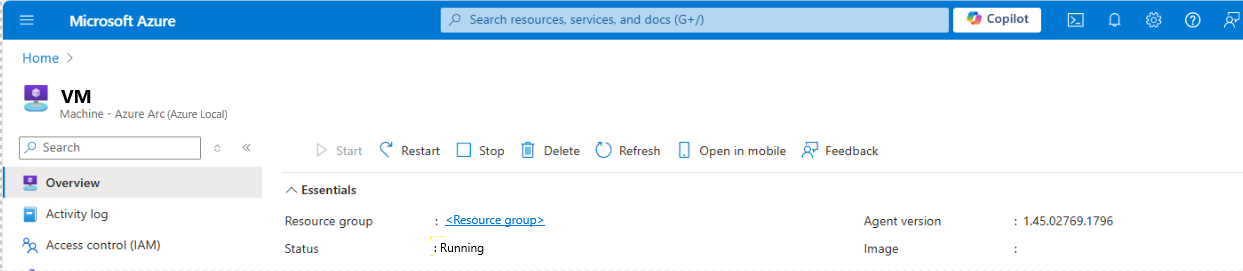 Microsoft Azure
Search resources, services, and docs (G+/)
Copilot
Home >
VM
Machine - Azure Arc (Azure Local)
Search
Start Restart Stop Delete Refresh Open in mobile Feedback
Overview
Essentials
Activity log
Resource group : <Resource group> Agent version : 1.45.02769.1796
Access control (IAM)
Status : Running Image :